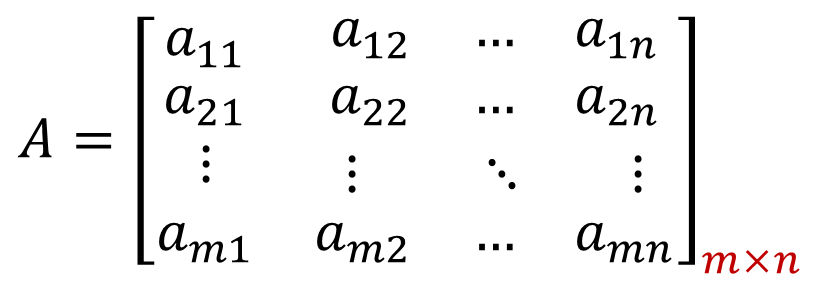 A = [ a₁₁ a₁₂ … a₁ₙ
a₂₁ a₂₂ … a₂ₙ
⋮ ⋮ ⋱ ⋮
aₘ₁ aₘ₂ … aₘₙ ]ₘ×ₙ